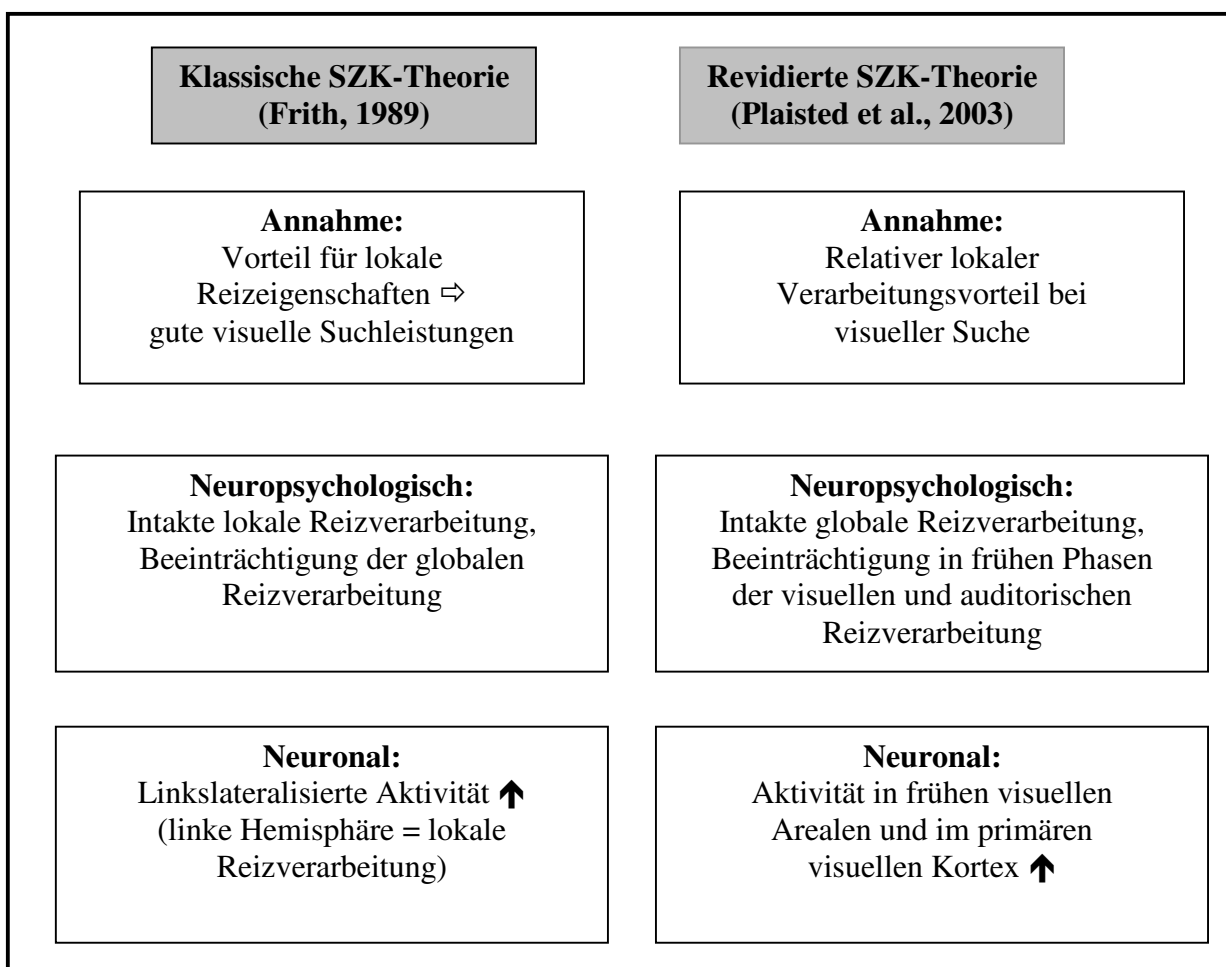 Klassische SZK-Theorie
(Frith, 1989)
Revidierte SZK-Theorie
(Plaisted et al., 2003)
Annahme:
Vorteil für lokale
Reizeigenschaften ⇨
gute visuelle Suchleistungen
Annahme:
Relativer lokaler
Verarbeitungsvorteil bei
visueller Suche
Neuropsychologisch:
Intakte lokale Reizverarbeitung,
Beeinträchtigung der globalen
Reizverarbeitung
Neuropsychologisch:
Intakte globale Reizverarbeitung,
Beeinträchtigung in frühen Phasen
der visuellen und auditorischen
Reizverarbeitung
Neuronal:
Linkslateralisierte Aktivität 🡹
(linke Hemisphäre = lokale
Reizverarbeitung)
Neuronal:
Aktivität in frühen visuellen
Arealen und im primären
visuellen Kortex 🡹